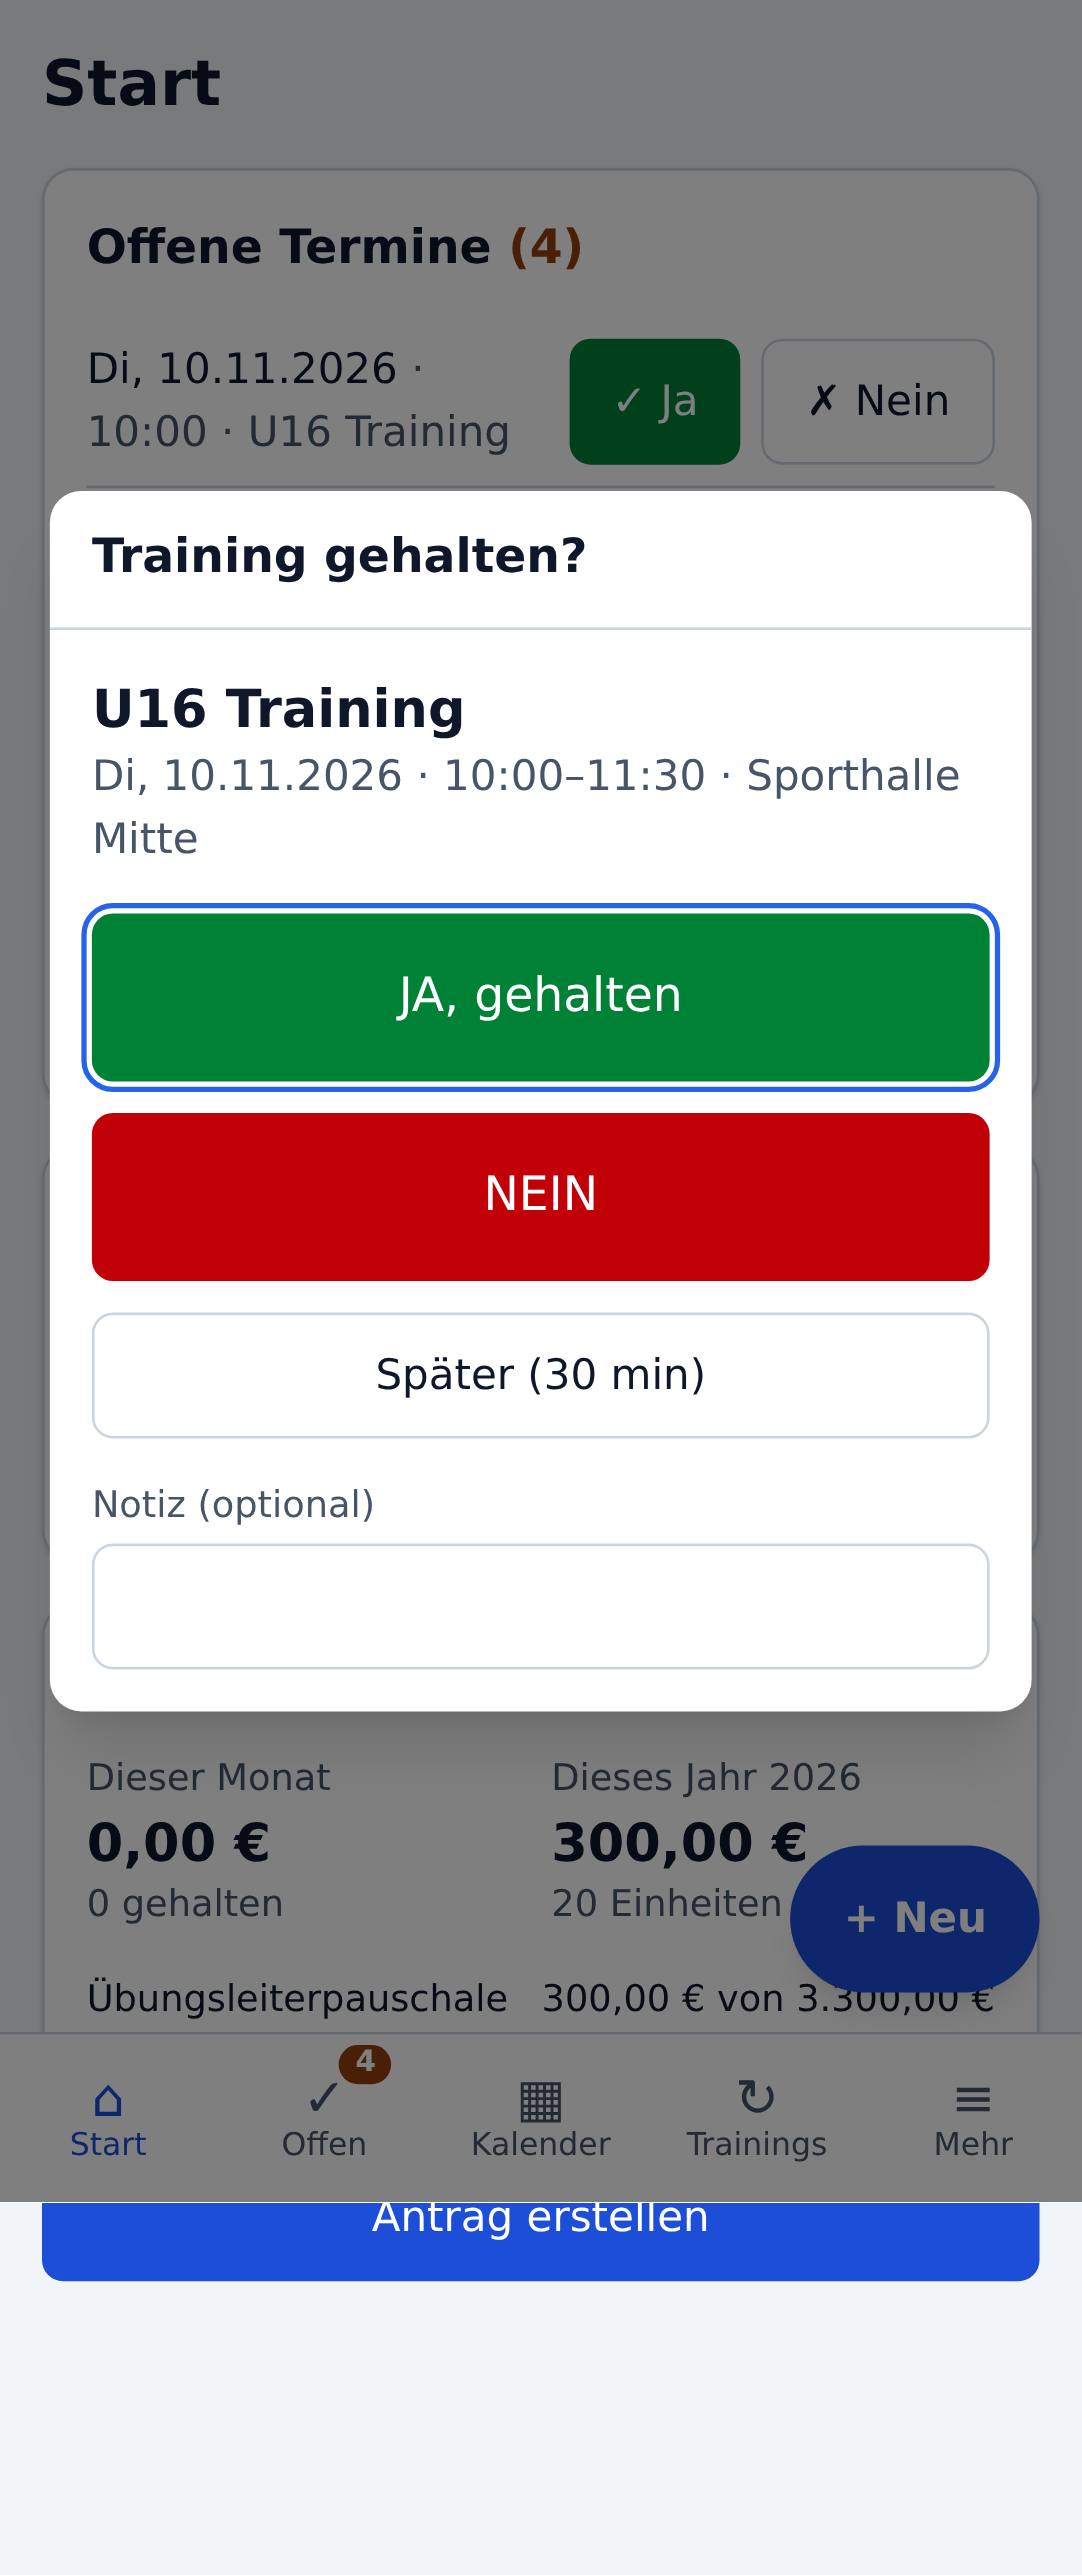 Start
Offene Termine (4)
Di, 10.11.2026 ·
10:00 · U16 Training
✓ Ja
✗ Nein
Training gehalten?
U16 Training
Di, 10.11.2026 · 10:00–11:30 · Sporthalle
Mitte
JA, gehalten
NEIN
Später (30 min)
Notiz (optional)
Dieser Monat
0,00 €
0 gehalten
Dieses Jahr 2026
300,00 €
20 Einheiten
+ Neu
Übungsleiterpauschale 300,00 € von 3.300,00 €
4
Start
Offen
Kalender
Trainings
Mehr
Antrag erstellen